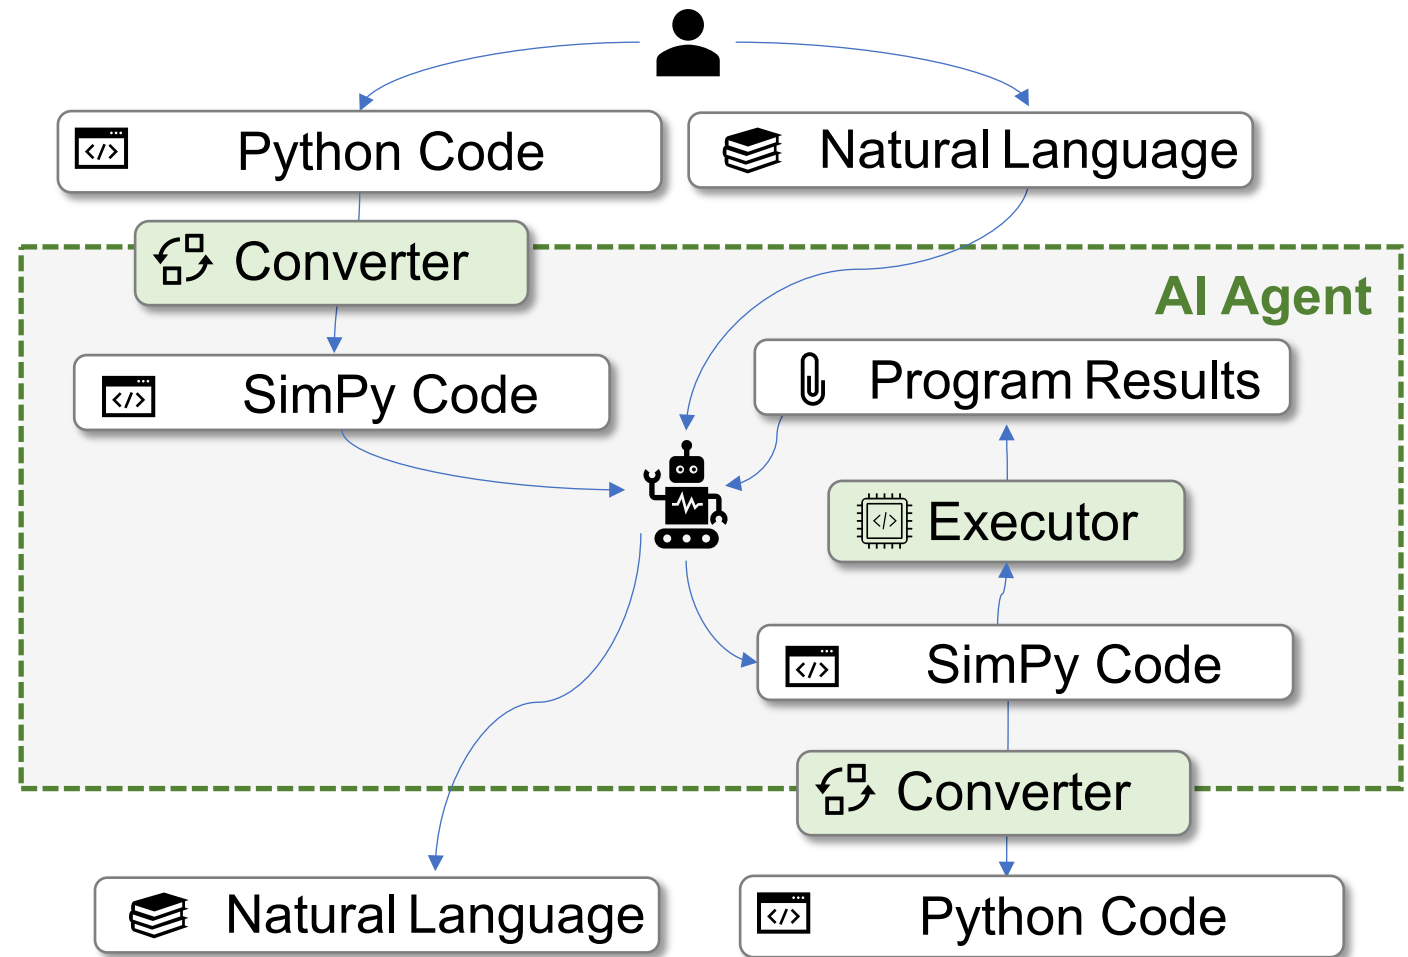 Python Code
Natural Language
Converter
AI Agent
SimPy Code
Program Results
Executor
SimPy Code
Converter
Natural Language
Python Code